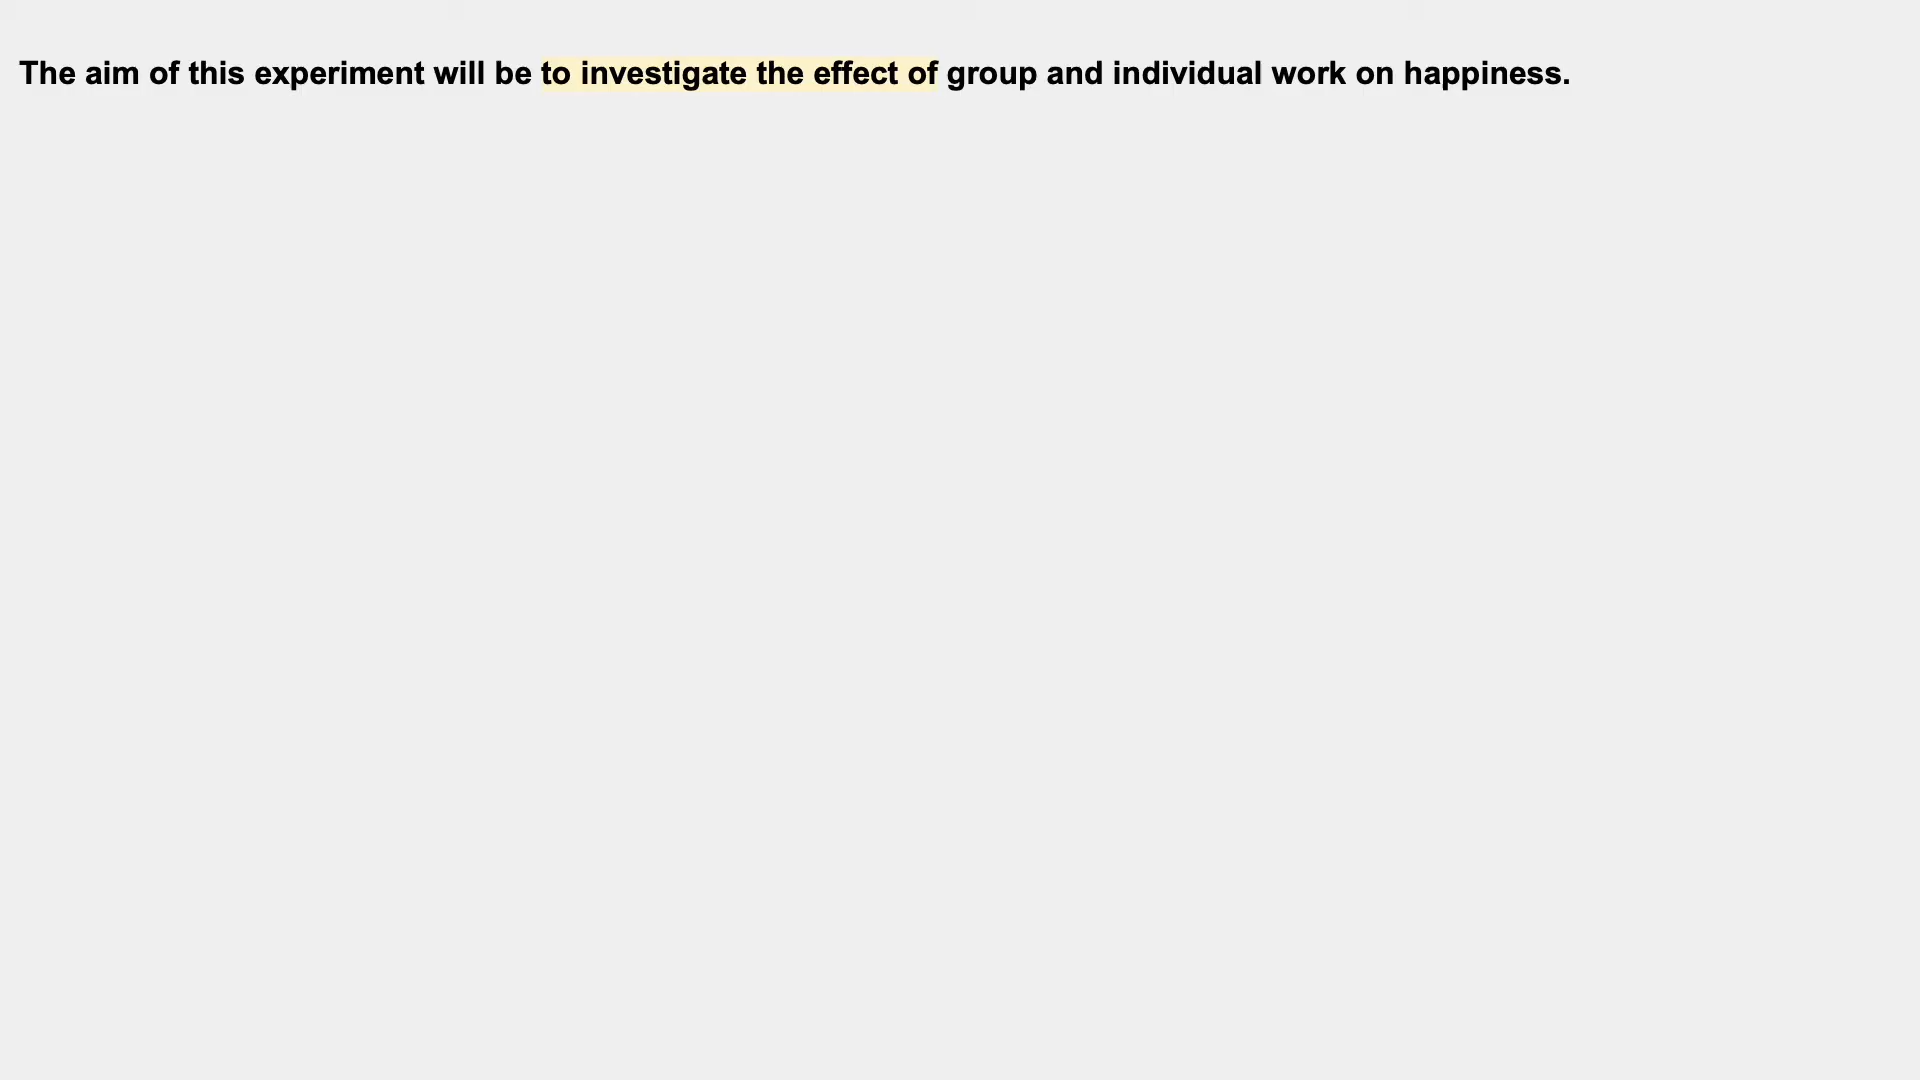 The aim of this experiment will be to investigate the effect of group and individual work on happiness.